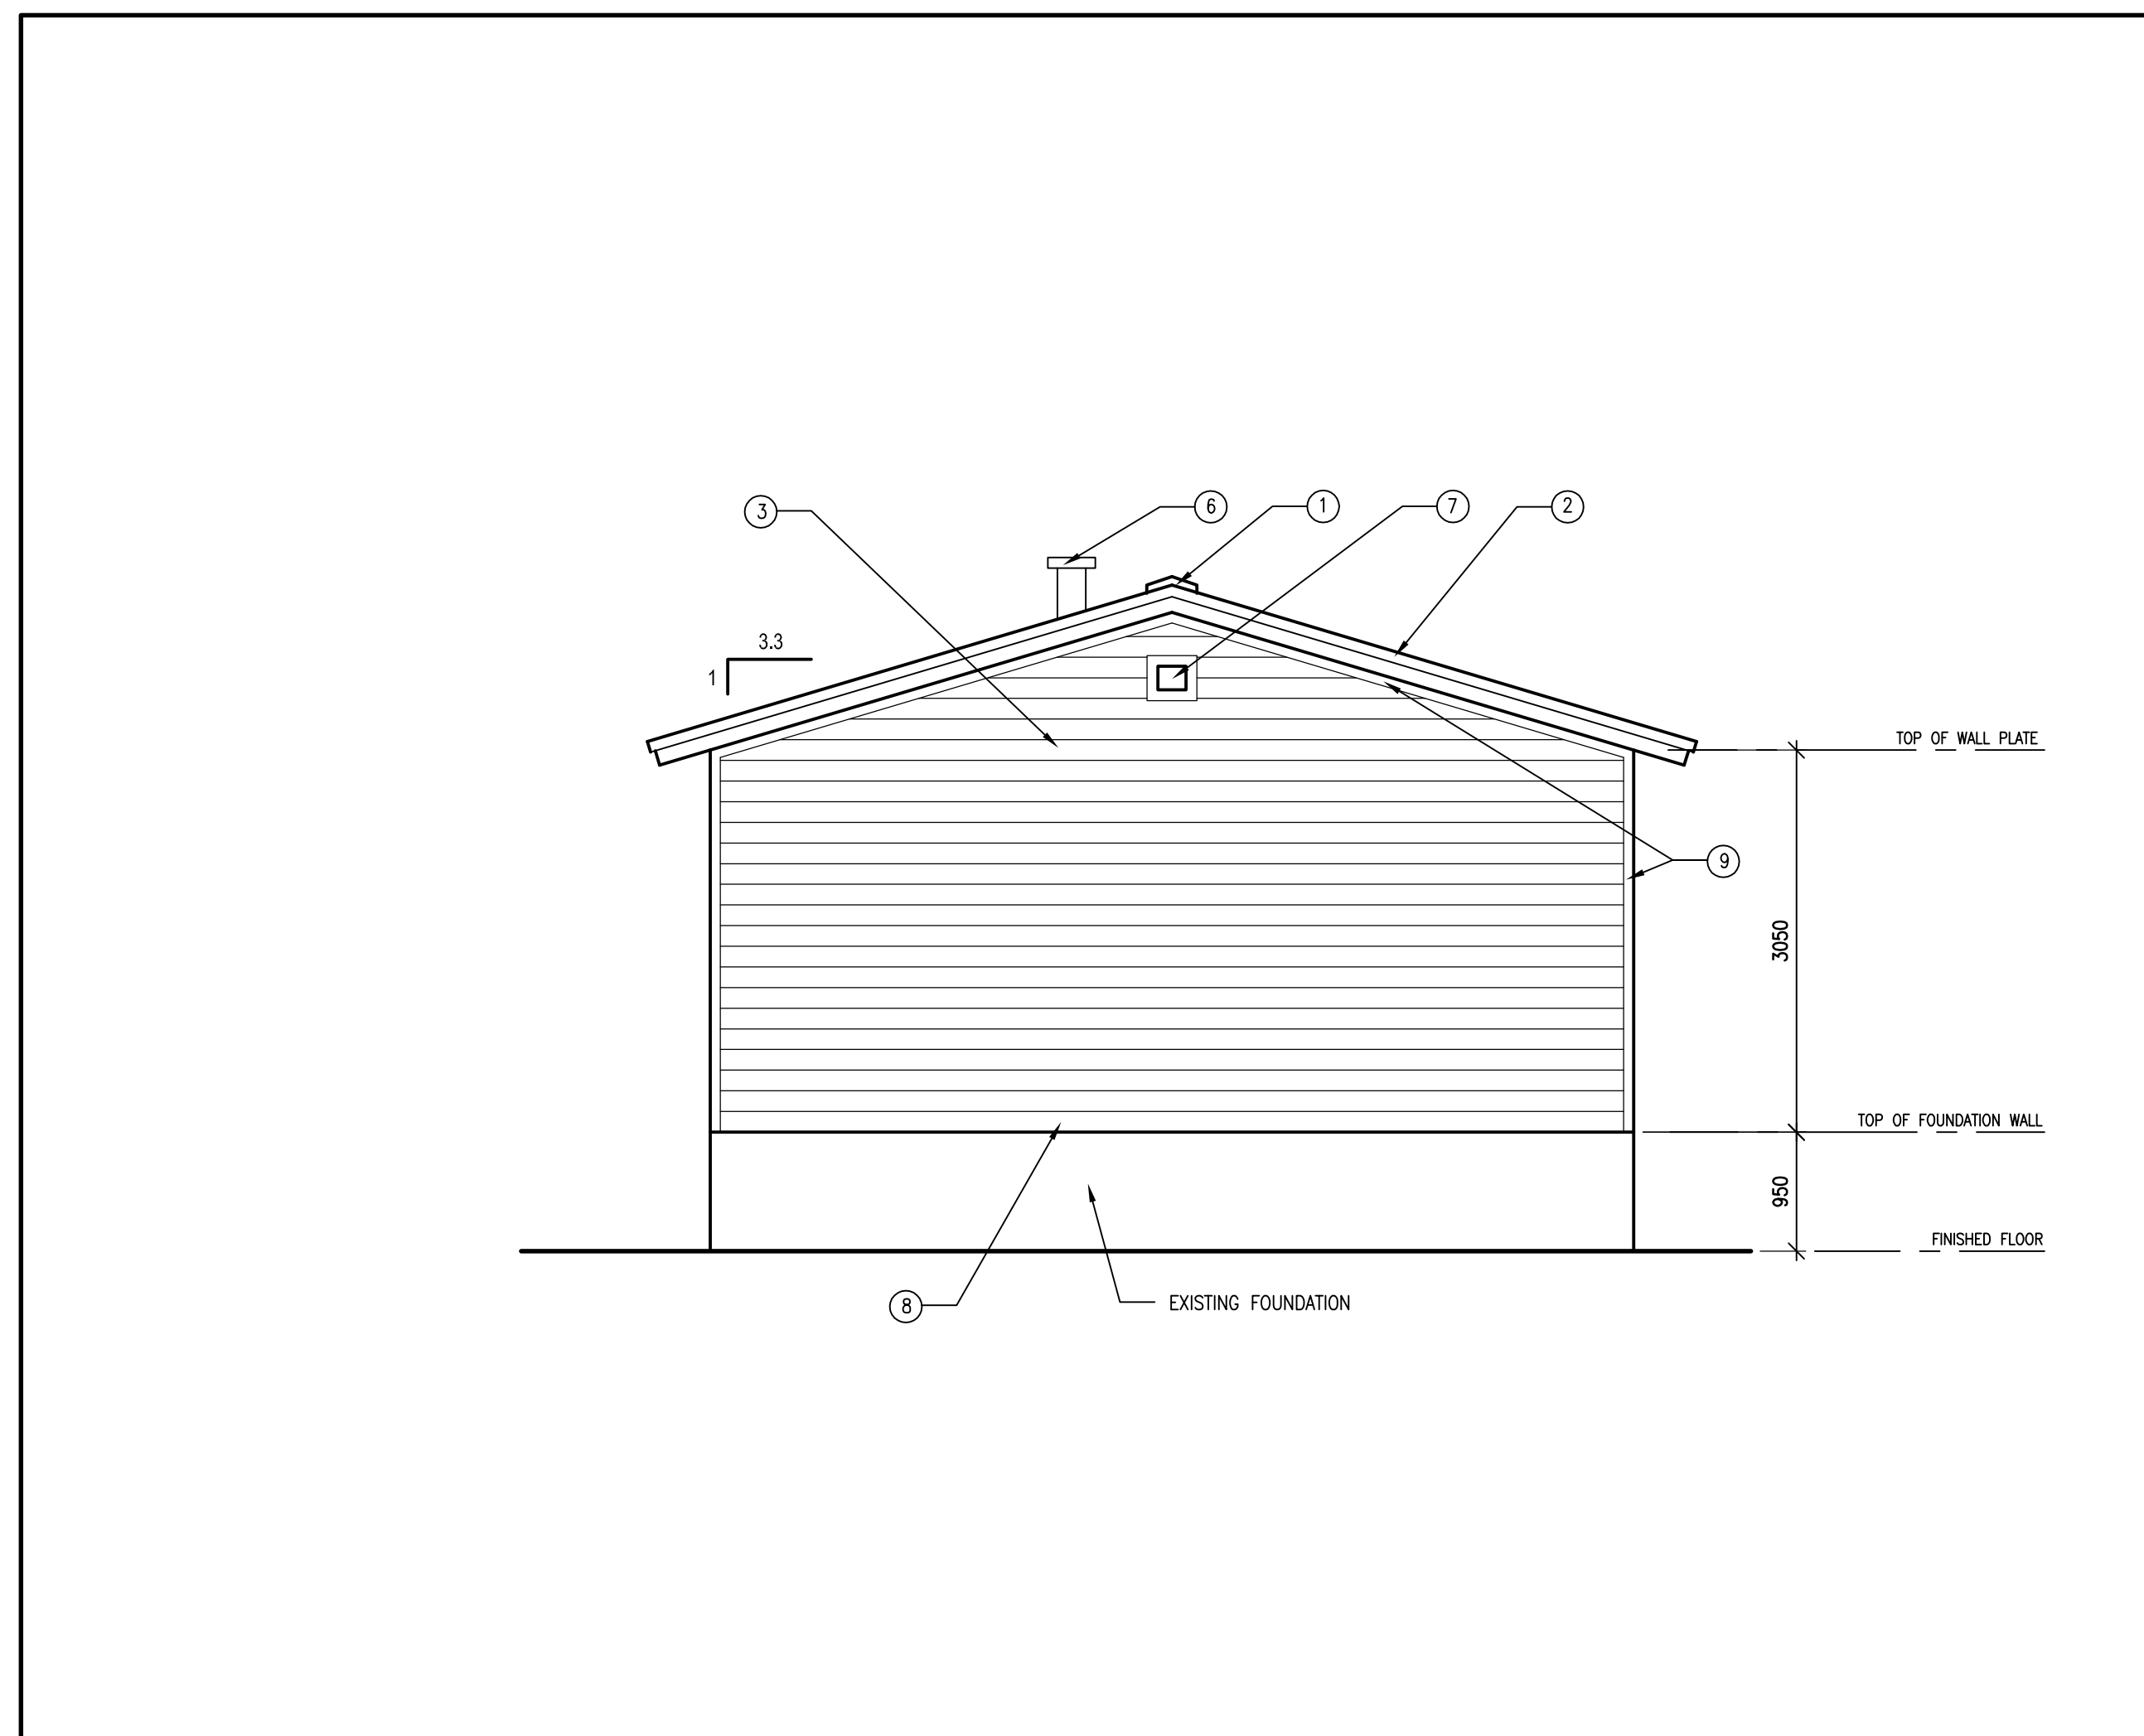 3
6
1
7
2
3.3
1
TOP OF WALL PLATE
9
3050
TOP OF FOUNDATION WALL
950
FINISHED FLOOR
8
EXISTING FOUNDATION